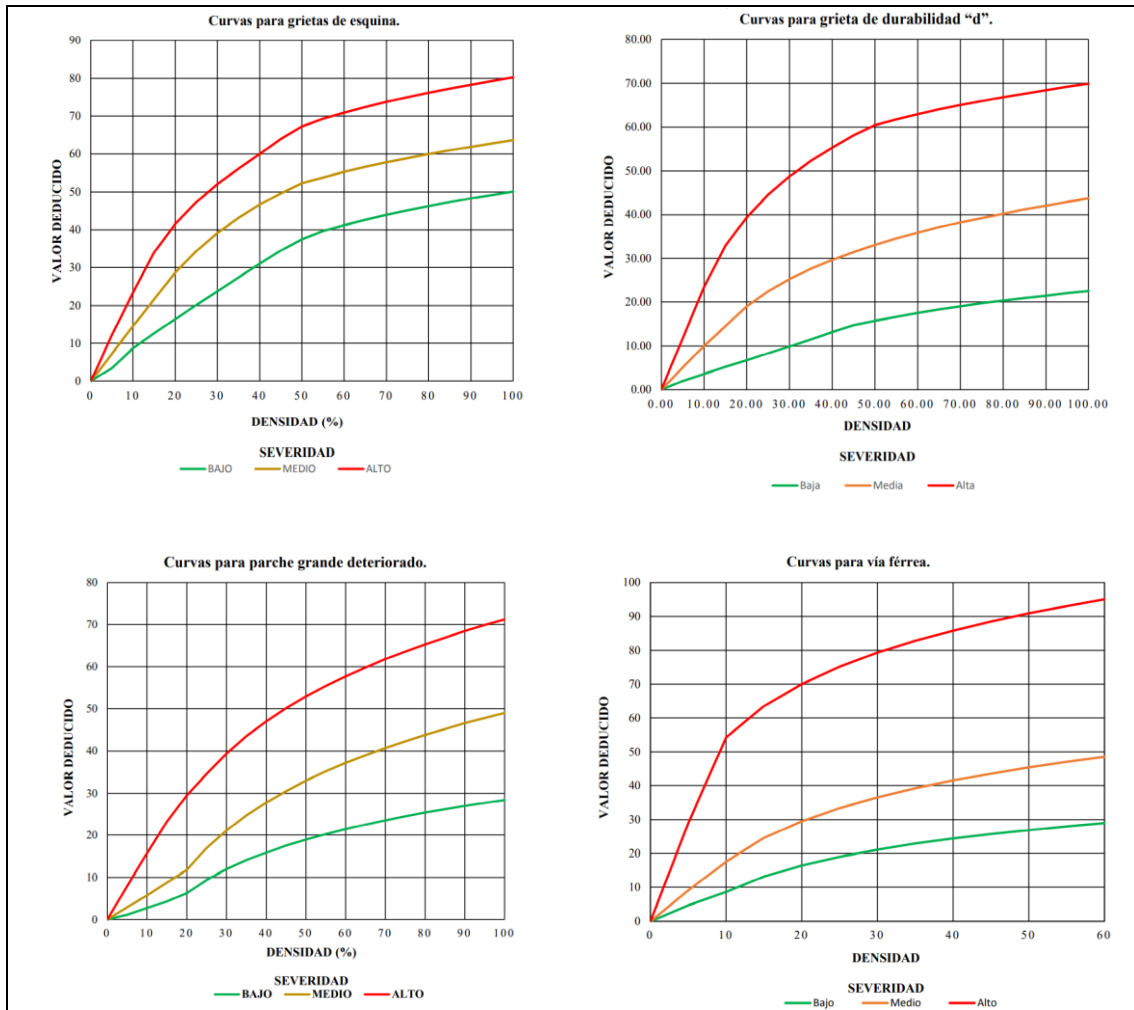 Curvas para grietas de esquina.
90
80
70
60
50
40
30
20
10
0
VALOR DEDUCIDO
0 10 20 30 40 50 60 70 80 90 100
DENSIDAD (%)
SEVERIDAD
BAJO MEDIO ALTO
Curvas para grieta de durabilidad “d”.
80.00
70.00
60.00
50.00
40.00
30.00
20.00
10.00
0.00
VALOR DEDUCIDO
0.00 10.00 20.00 30.00 40.00 50.00 60.00 70.00 80.00 90.00 100.00
DENSIDAD
SEVERIDAD
Baja Media Alta
Curvas para parche grande deteriorado.
80
70
60
50
40
30
20
10
0
VALOR DEDUCIDO
0 10 20 30 40 50 60 70 80 90 100
DENSIDAD (%)
SEVERIDAD
BAJO MEDIO ALTO
Curvas para vía férrea.
100
90
80
70
60
50
40
30
20
10
0
VALOR DEDUCIDO
0 10 20 30 40 50 60
DENSIDAD
SEVERIDAD
Bajo Medio Alto